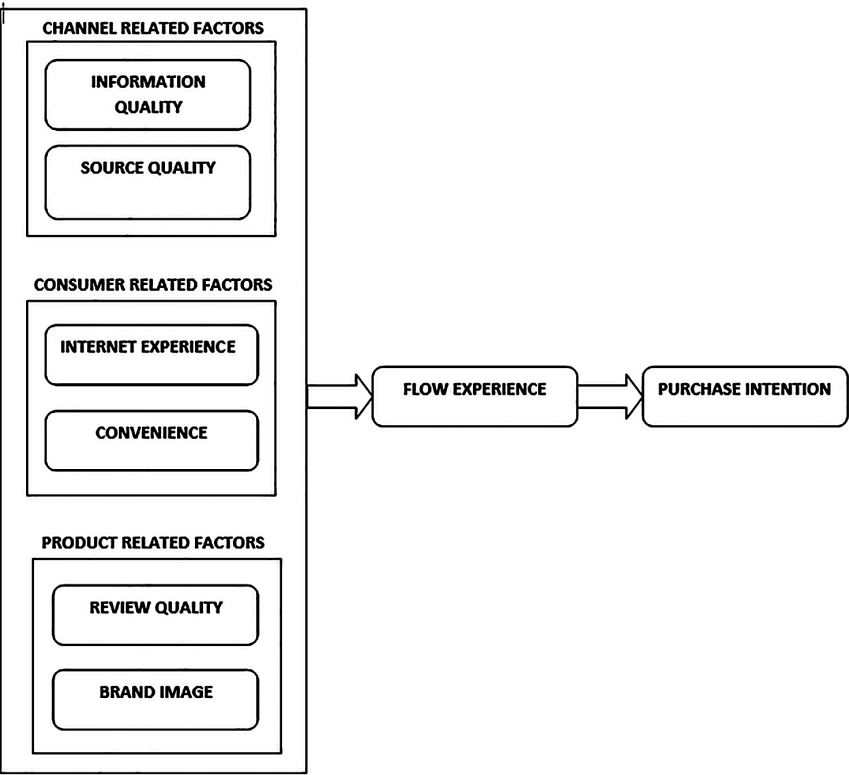 CHANNEL RELATED FACTORS
INFORMATION
QUALITY
SOURCE QUALITY
CONSUMER RELATED FACTORS
INTERNET EXPERIENCE
CONVENIENCE
FLOW EXPERIENCE
PURCHASE INTENTION
PRODUCT RELATED FACTORS
REVIEW QUALITY
BRAND IMAGE